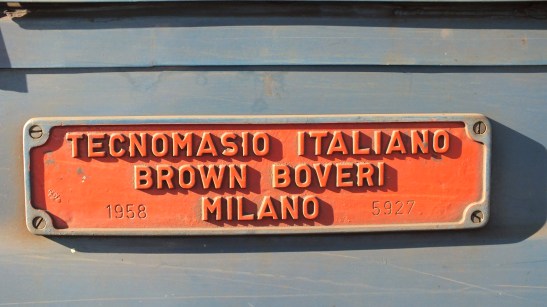 TECNOMASIO ITALIANO
BROWN BOVERI
1958 MILANO 5927